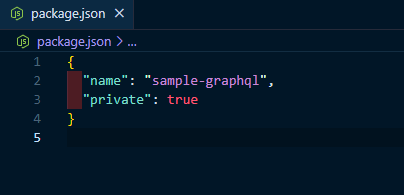 package.json ×
package.json > ...
1 {
2 "name": "sample-graphql",
3 "private": true
4 }
5